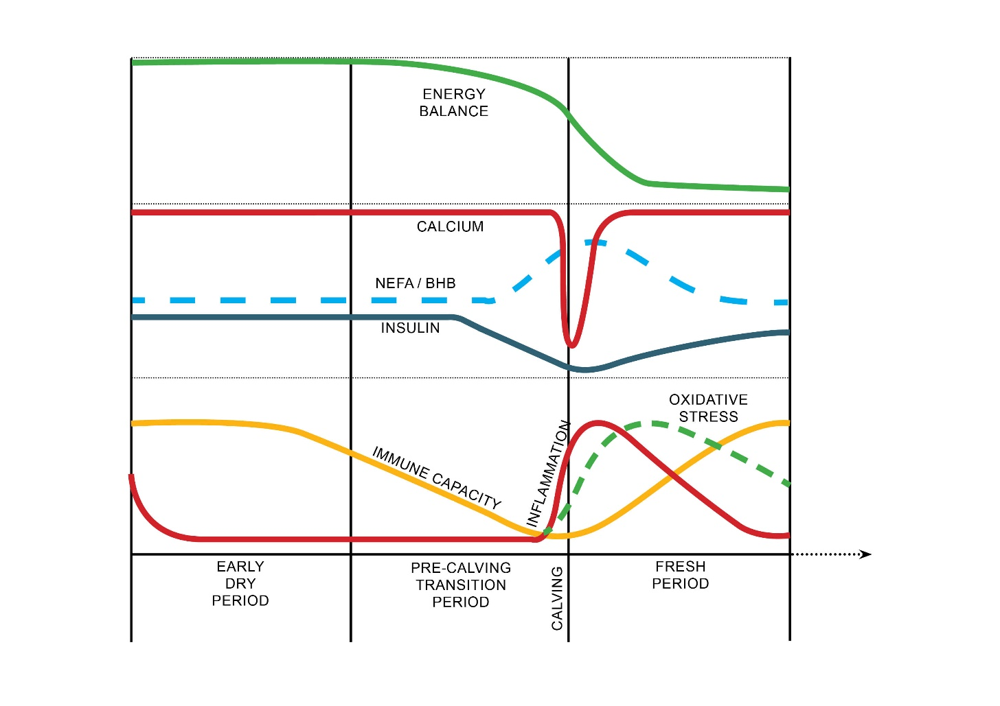 ENERGY
BALANCE
CALCIUM
NEFA / BHB
INSULIN
OXIDATIVE
STRESS
IMMUNE CAPACITY
INFLAMMATION
EARLY
DRY
PERIOD
PRE-CALVING
TRANSITION
PERIOD
CALVING
FRESH
PERIOD